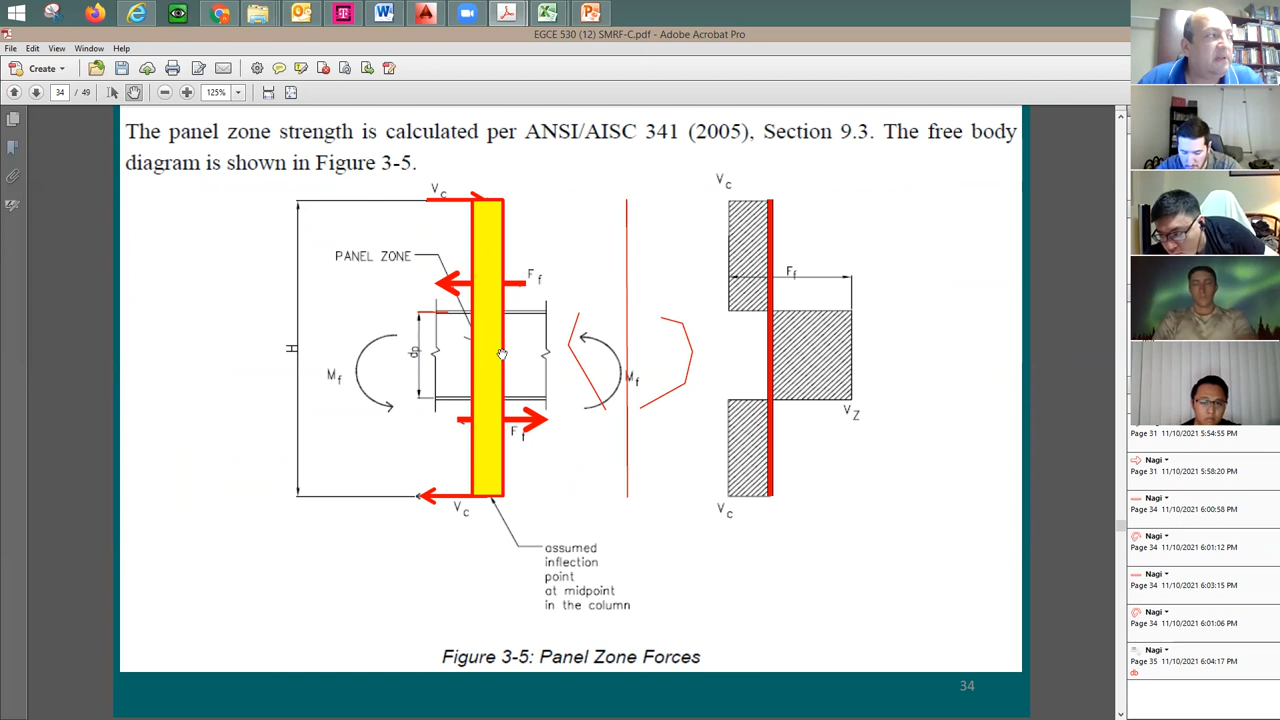 EGCE 530 (12) SMRF-C.pdf - Adobe Acrobat Pro
File Edit View Window Help
Create
34 / 49
125%
The panel zone strength is calculated per ANSI/AISC 341 (2005), Section 9.3. The free body
diagram is shown in Figure 3-5.
Vc
Vc
PANEL ZONE
Ff
Ff
H
dp
Mf
Mf
Ff
VZ
Vc
Vc
assumed
inflection
point
at midpoint
in the column
Figure 3-5: Panel Zone Forces
34
Page 31 11/10/2021 5:54:55 PM
Nagi
Page 31 11/10/2021 5:58:20 PM
Nagi
Page 34 11/10/2021 6:00:58 PM
Nagi
Page 34 11/10/2021 6:01:12 PM
Nagi
Page 34 11/10/2021 6:03:15 PM
Nagi
Page 34 11/10/2021 6:01:06 PM
Nagi
Page 35 11/10/2021 6:04:17 PM
db